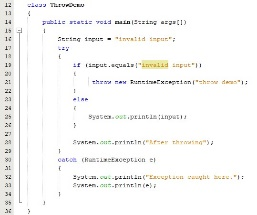 12 class ThrowDemo
13 {
14 public static void main(String args[])
15 {
16 String input = "invalid input";
17 try
18 {
19 if (input.equals("invalid input"))
20 {
21 throw new RuntimeException("throw demo");
22 }
23 else
24 {
25 System.out.println(input);
26 }
27
28 System.out.println("After throwing");
29 }
30 catch (RuntimeException e)
31 {
32 System.out.println("Exception caught here.");
33 System.out.println(e);
34 }
35 }
36 }